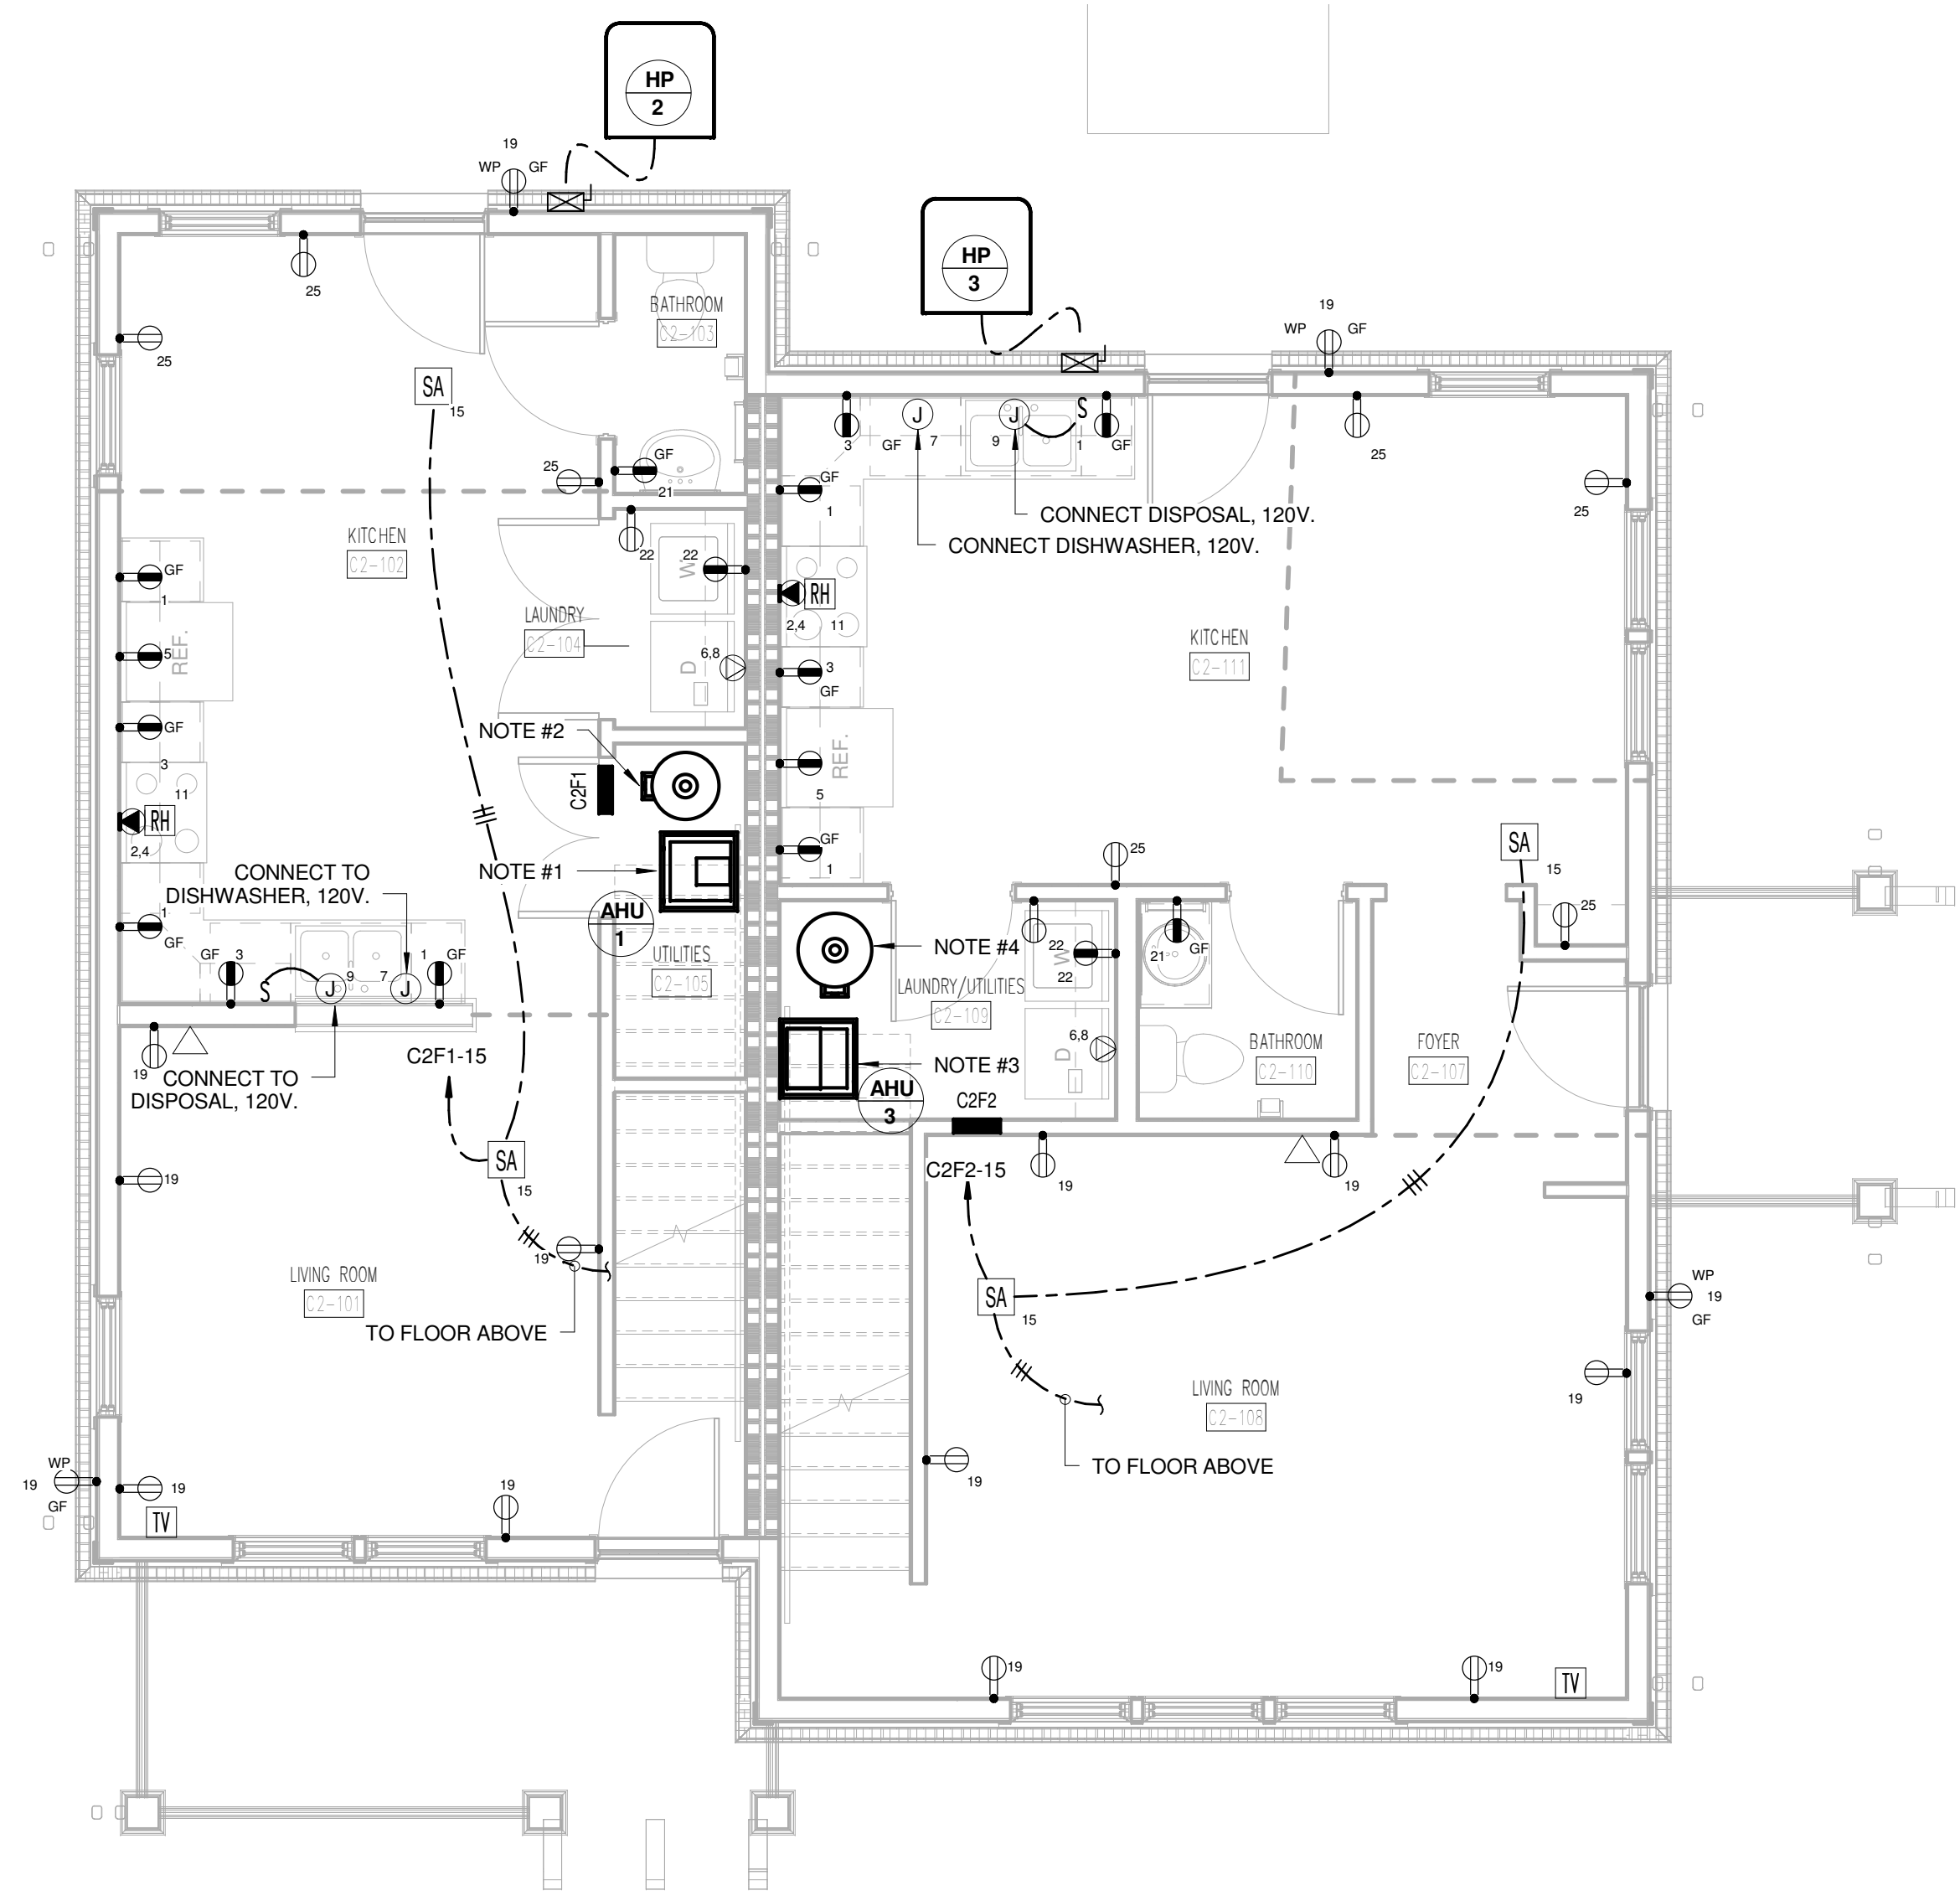 HP
2
19
WP GF
HP
3
19
WP GF
25
25
BATHROOM
C2-103
SA
15
25
GF
21
3
GF
7
9
1
GF
25
25
GF
1
CONNECT DISPOSAL, 120V.
CONNECT DISHWASHER, 120V.
KITCHEN
C2-102
22
22
W
GF
1
RH
2,4
11
LAUNDRY
C2-104
KITCHEN
C2-111
5
REF.
6,8
D
3
GF
GF
3
NOTE #2
C2F1
REF.
5
11
RH
2,4
NOTE #1
GF
1
25
SA
15
CONNECT TO
DISHWASHER, 120V.
AHU
1
1
GF
GF 3
S
J
9
7
J
1 GF
UTILITIES
C2-105
NOTE #4
LAUNDRY/UTILITIES
C2-109
22
W
22
21
GF
25
19
CONNECT TO
DISPOSAL, 120V.
C2F1-15
NOTE #3
AHU
3
C2F2
6,8
D
BATHROOM
C2-110
FOYER
C2-107
SA
15
19
C2F2-15
19
19
19
LIVING ROOM
C2-101
TO FLOOR ABOVE
SA
15
WP
19
GF
LIVING ROOM
C2-108
19
TO FLOOR ABOVE
19
WP
19
GF
19
TV
19
19
19
TV
J
J
S